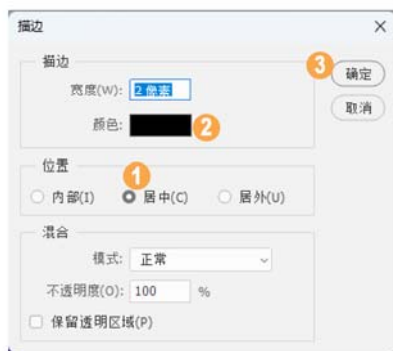 描边
描边
宽度(W): 2 像素
颜色: 2
3 确定
取消
位置
1
内部(I) 居中(C) 居外(U)
混合
模式: 正常
不透明度(O): 100 %
保留透明区域(P)